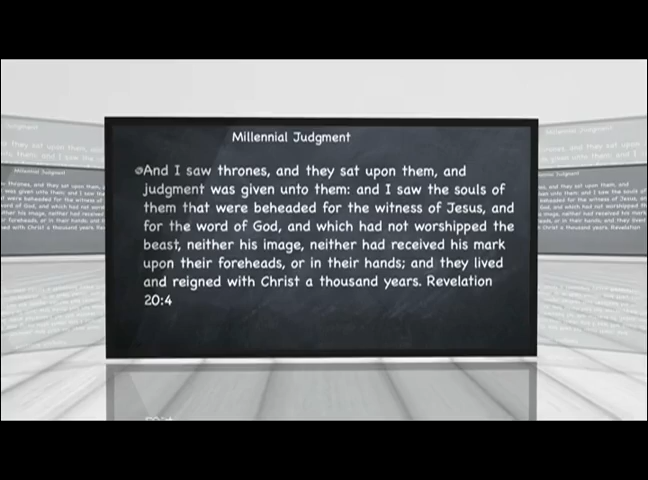 Millennial Judgment
And I saw thrones, and they sat upon them, and
judgment was given unto them: and I saw the souls of
them that were beheaded for the witness of Jesus, and
for the word of God, and which had not worshipped the
beast, neither his image, neither had received his mark
upon their foreheads, or in their hands; and they lived
and reigned with Christ a thousand years. Revelation
20:4